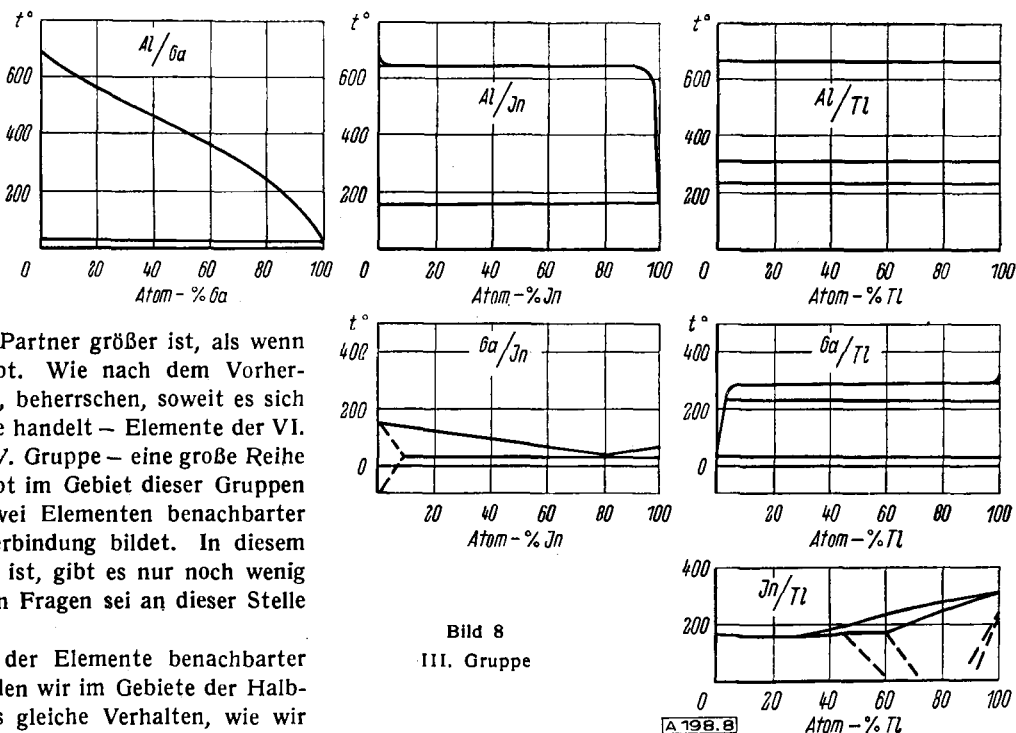 t°
600
400
200
0
Al/Ga
20 40 60 80 100
Atom-% Ga
t°
600
400
200
0
Al/Jn
20 40 60 80 100
Atom-% Jn
t°
600
400
200
0
Al/Tl
20 40 60 80 100
Atom-% Tl
Partner größer ist, als wenn
bt. Wie nach dem Vorher-
, beherrschen, soweit es sich
e handelt — Elemente der VI.
V. Gruppe — eine große Reihe
bt im Gebiet dieser Gruppen
wei Elementen benachbarter
erbindung bildet. In diesem
ist, gibt es nur noch wenig
n Fragen sei an dieser Stelle
der Elemente benachbarter
den wir im Gebiete der Halb-
s gleiche Verhalten, wie wir
t°
400
200
0
Ga/Jn
20 40 60 80 100
Atom-% Jn
t°
400
200
0
Ga/Tl
20 40 60 80 100
Atom-% Tl
Bild 8
III. Gruppe
400
200
0
Jn/Tl
20 40 60 80 100
Atom-% Tl
A 198.8